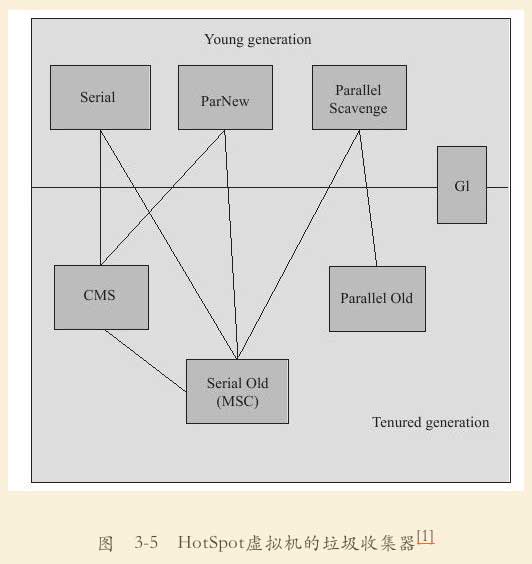 Young generation
Serial
ParNew
Parallel
Scavenge
Gl
CMS
Parallel Old
Serial Old
(MSC)
Tenured generation
图 3-5 HotSpot虚拟机的垃圾收集器[1]